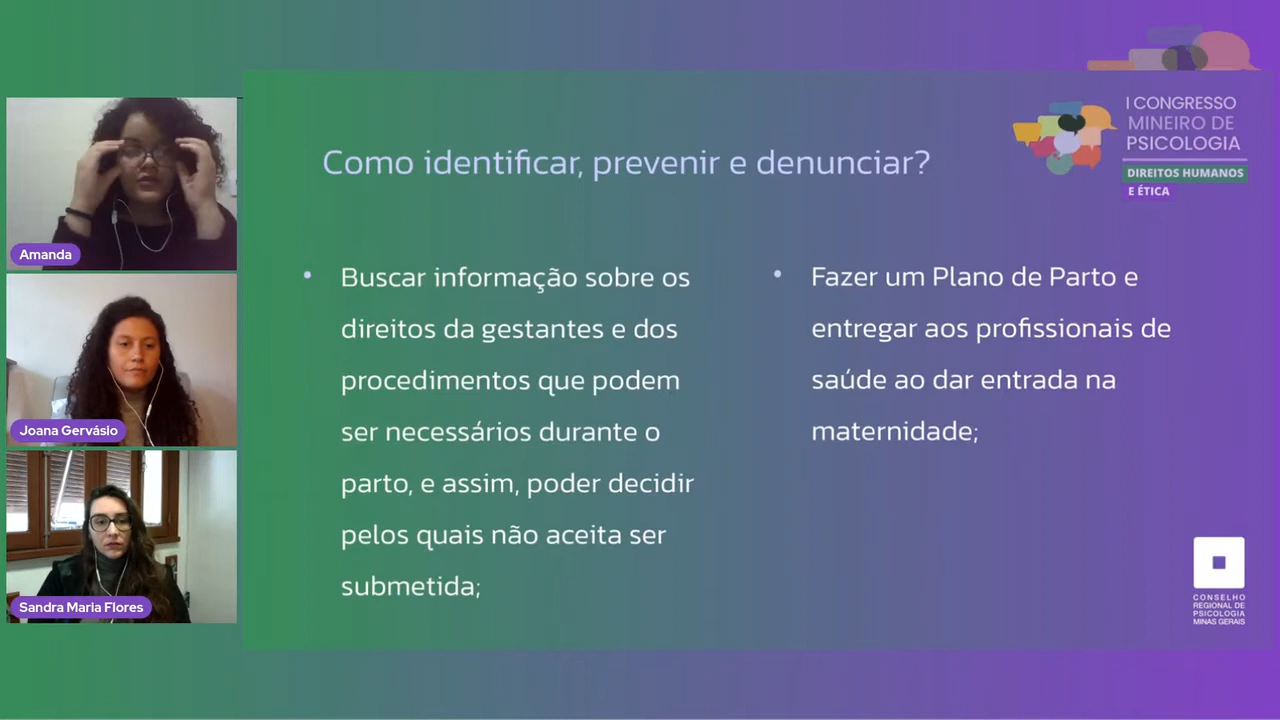 I CONGRESSO
MINEIRO DE
PSICOLOGIA
DIREITOS HUMANOS
E ÉTICA
Como identificar, prevenir e denunciar?
Amanda
Joana Gervásio
Sandra Maria Flores
• Buscar informação sobre os
direitos da gestantes e dos
procedimentos que podem
ser necessários durante o
parto, e assim, poder decidir
pelos quais não aceita ser
submetida;
• Fazer um Plano de Parto e
entregar aos profissionais de
saúde ao dar entrada na
maternidade;
CONSELHO
REGIONAL DE
PSICOLOGIA
MINAS GERAIS